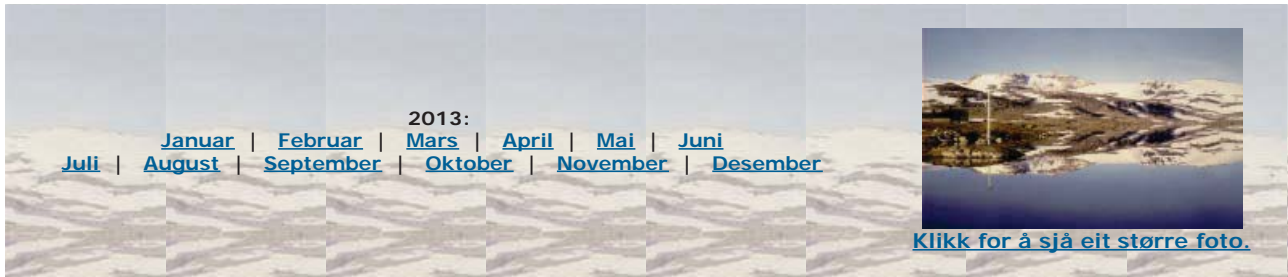 2013:
Januar | Februar | Mars | April | Mai | Juni
Juli | August | September | Oktober | November | Desember
Klikk for å sjå eit større foto.